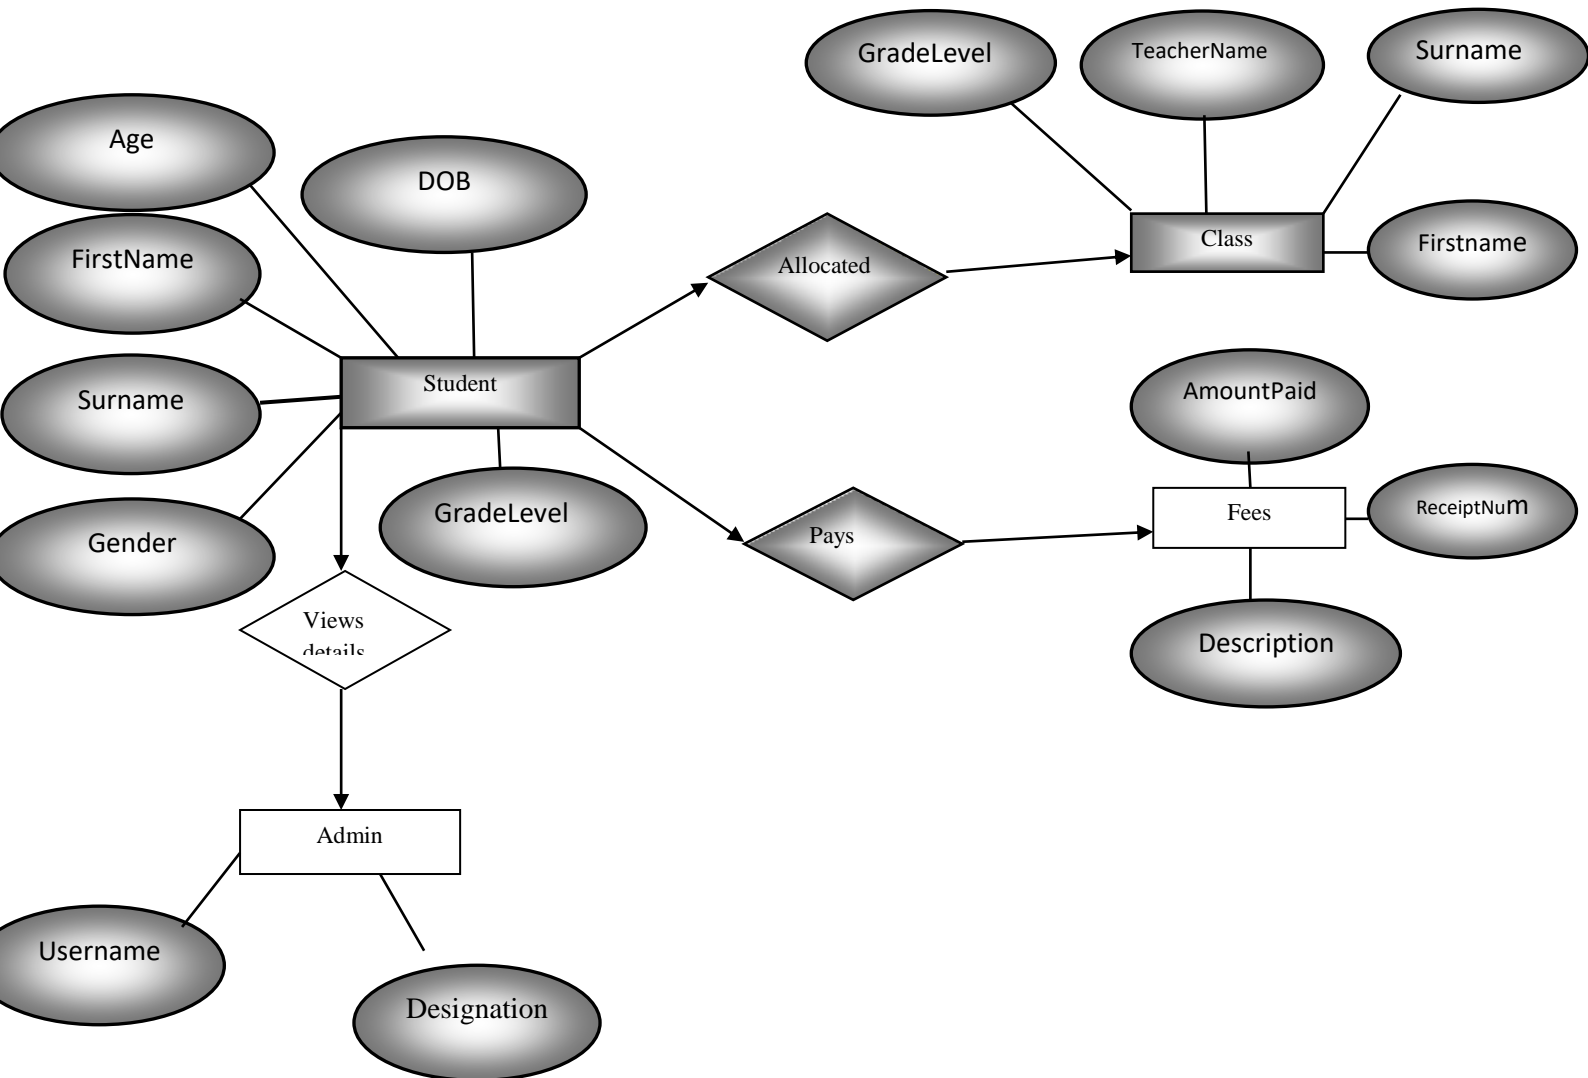 GradeLevel
TeacherName
Surname
Age
DOB
FirstName
Class
Firstname
Allocated
Student
Surname
AmountPaid
GradeLevel
Fees
ReceiptNum
Gender
Pays
Views
details
Description
Admin
Username
Designation